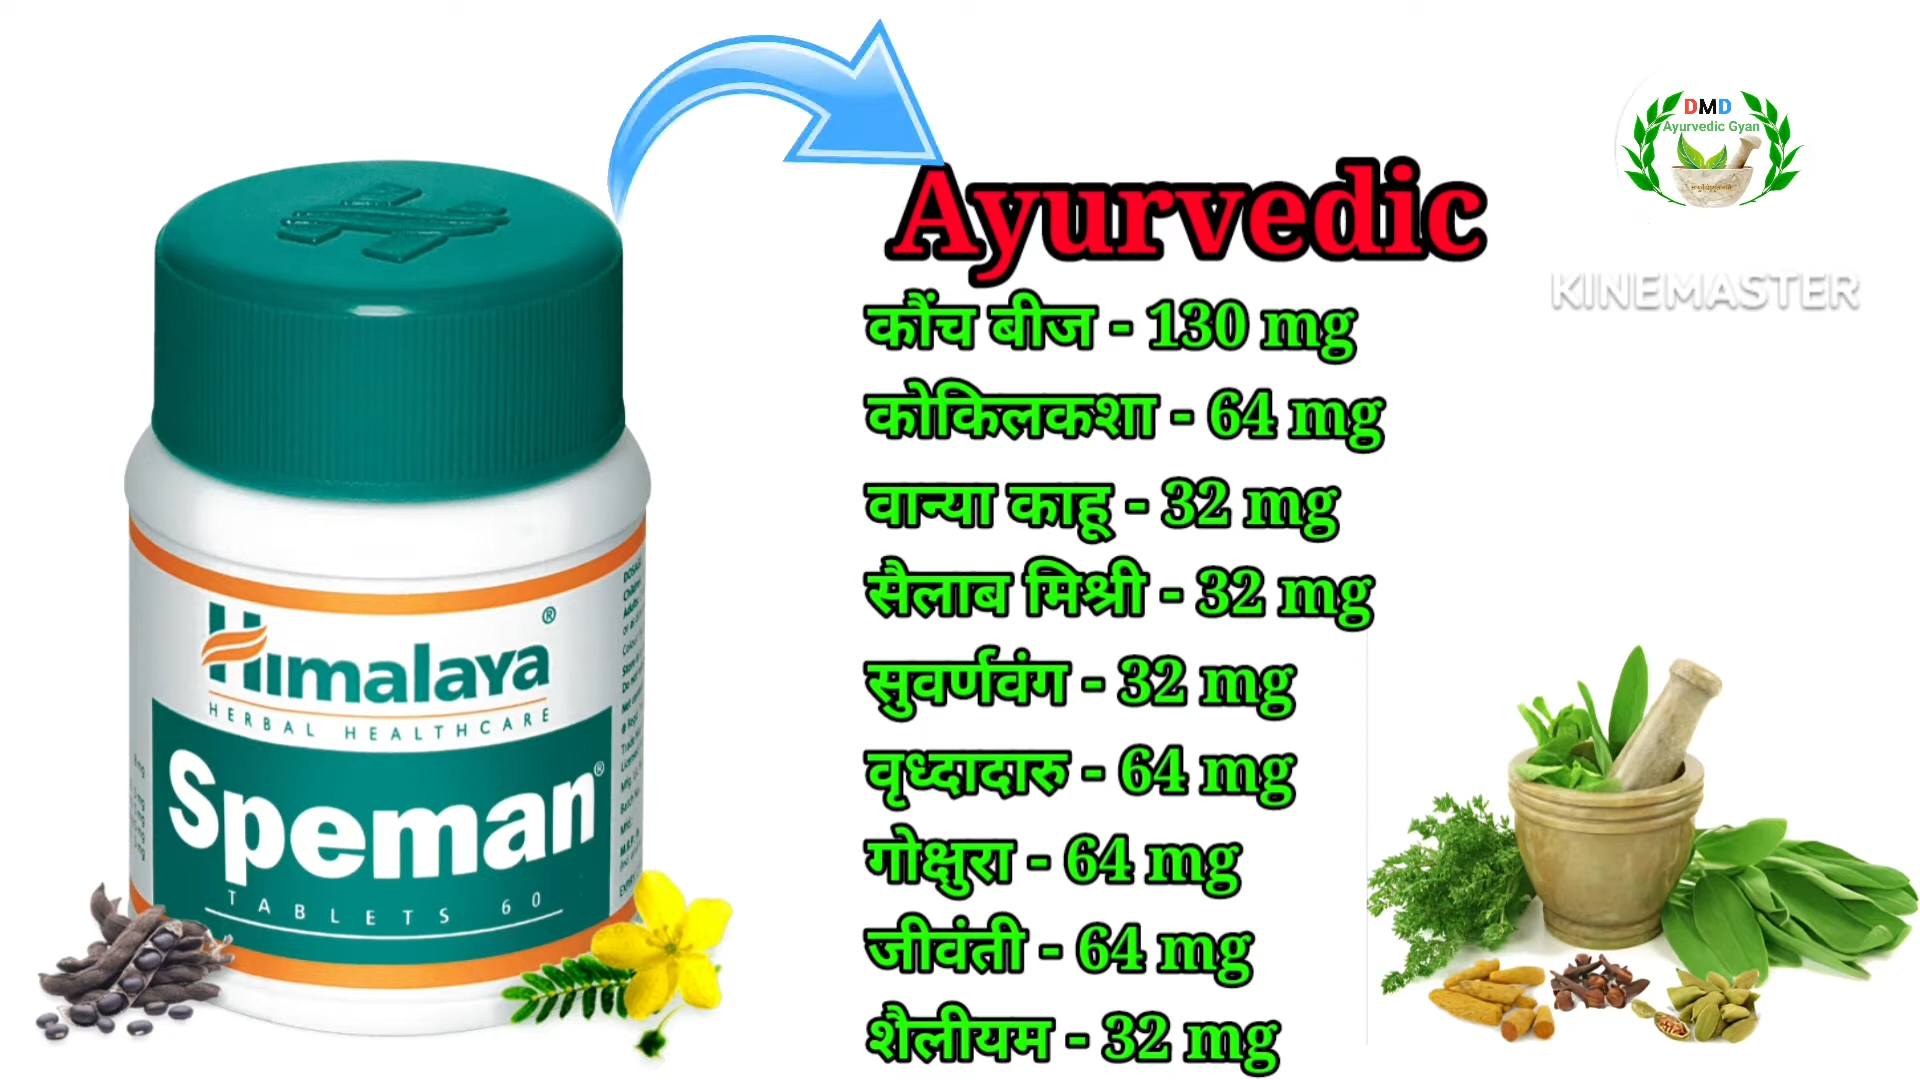 DMD
Ayurvedic Gyan
KINEMASTER
Ayurvedic
कौंच बीज - 130 mg
कोकिलकशा - 64 mg
वान्या काहू - 32 mg
सैलाब मिश्री - 32 mg
सुवर्णवंग - 32 mg
वृध्दादारु - 64 mg
गोक्षुरा - 64 mg
जीवंती - 64 mg
शैलीयम - 32 mg
Himalaya®
HERBAL HEALTHCARE
Speman®
TABLETS 60